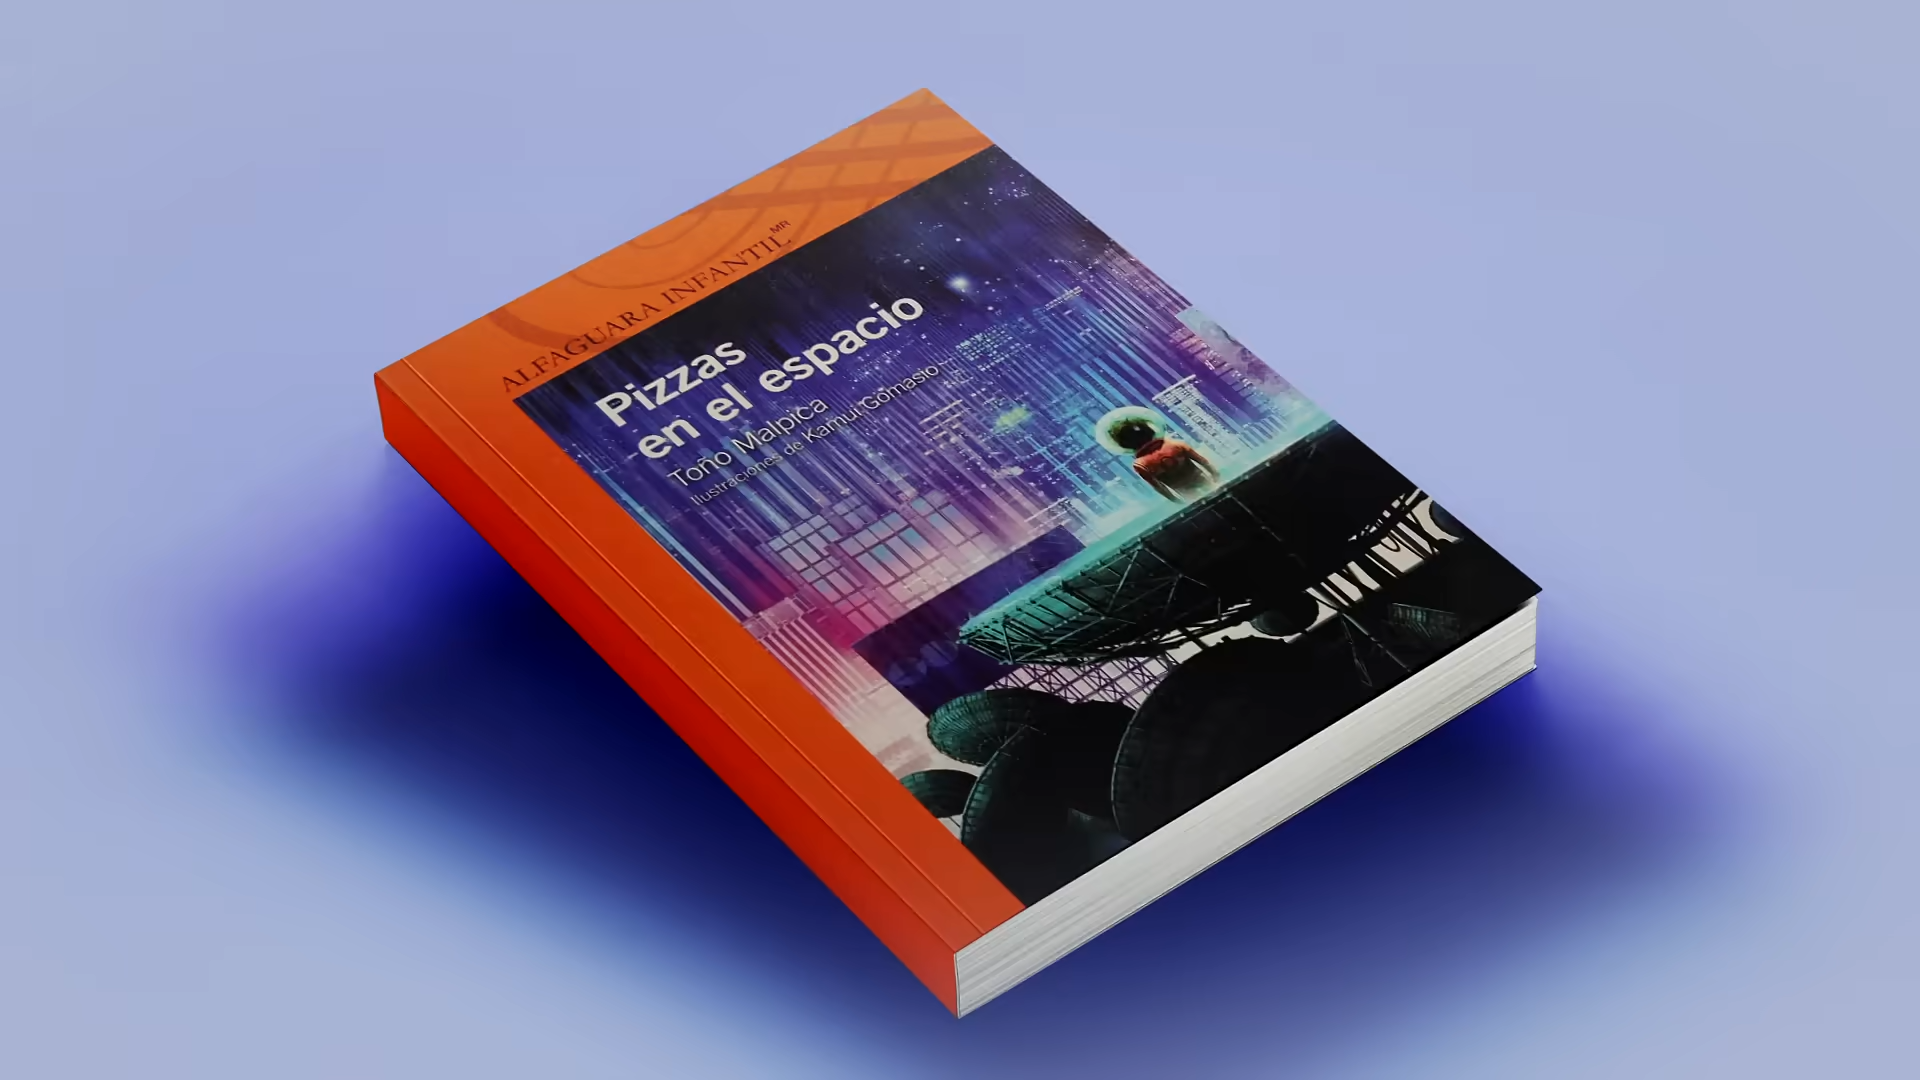 ALFAGUARA INFANTIL MR
Pizzas
en el espacio
Toño Malpica
Ilustraciones de Kamui Gomasio